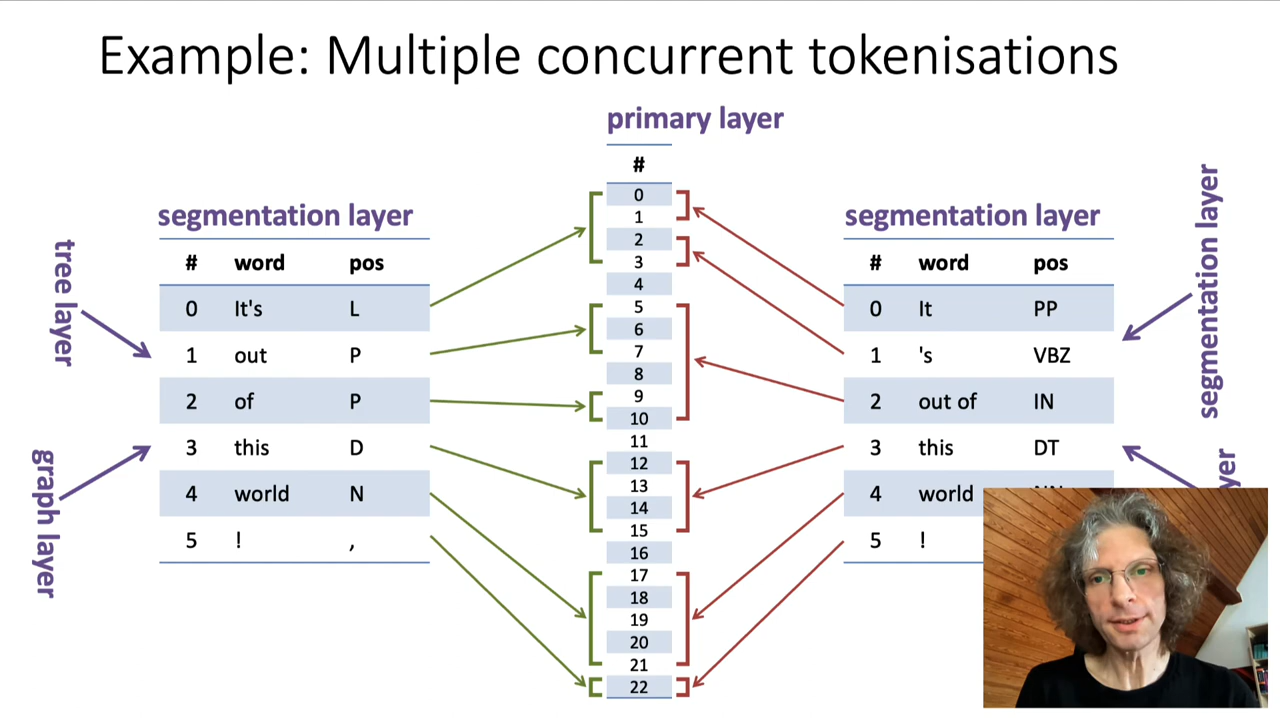 Example: Multiple concurrent tokenisations
primary layer
#
0
1
2
3
4
5
6
7
8
9
10
11
12
13
14
15
16
17
18
19
20
21
22
tree layer
graph layer
segmentation layer
# word pos
0 It's L
1 out P
2 of P
3 this D
4 world N
5 ! ,
segmentation layer
# word pos
0 It PP
1 's VBZ
2 out of IN
3 this DT
4 world
5 !
segmentation layer